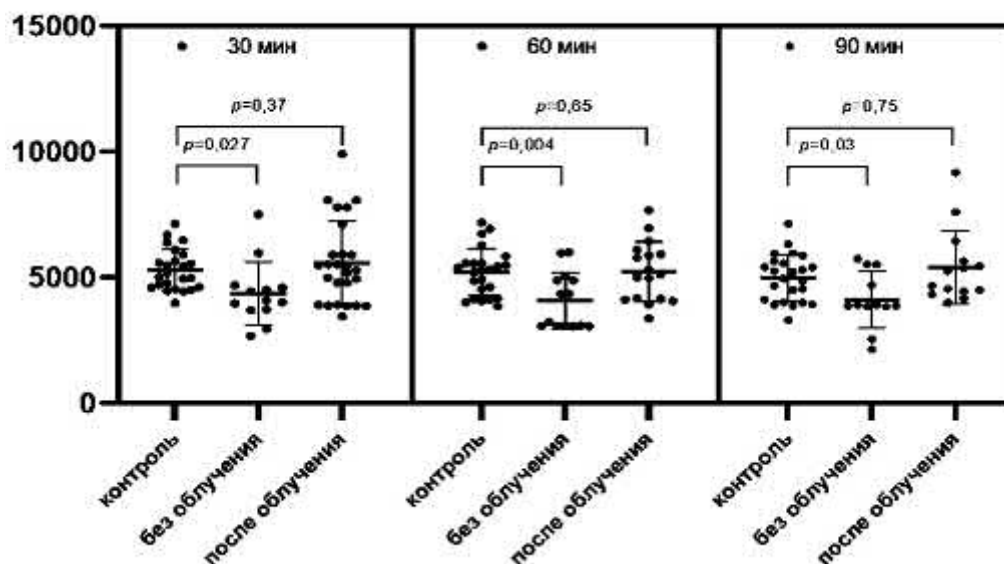 15000
10000
5000
0
30 мин
p=0,37
p=0,027
60 мин
p=0,65
p=0,004
90 мин
p=0,75
p=0,03
контроль
без облучения
после облучения
контроль
без облучения
после облучения
контроль
без облучения
после облучения